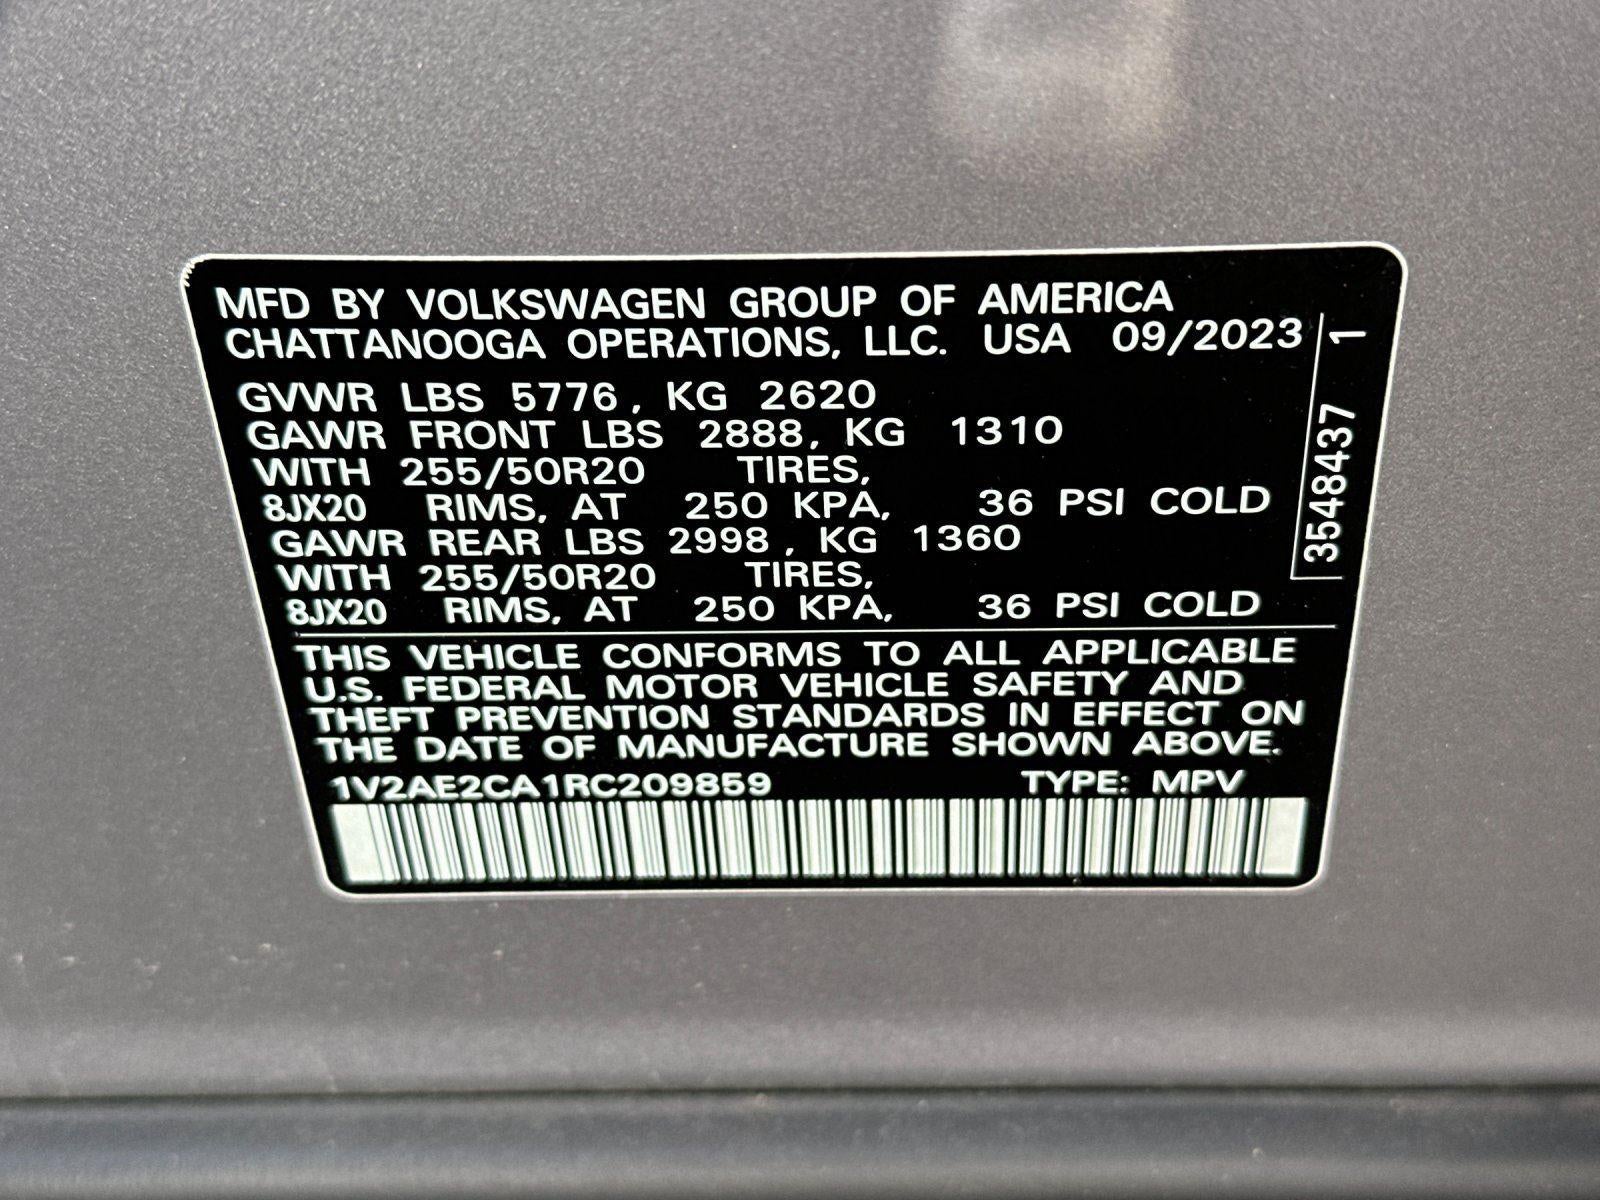 MFD BY VOLKSWAGEN GROUP OF AMERICA
CHATTANOOGA OPERATIONS, LLC. USA 09/2023
GVWR LBS 5776, KG 2620
GAWR FRONT LBS 2888, KG 1310
WITH 255/50R20 TIRES,
8JX20 RIMS, AT 250 KPA, 36 PSI COLD
GAWR REAR LBS 2998, KG 1360
WITH 255/50R20 TIRES,
8JX20 RIMS, AT 250 KPA, 36 PSI COLD
3548437 1
THIS VEHICLE CONFORMS TO ALL APPLICABLE
U.S. FEDERAL MOTOR VEHICLE SAFETY AND
THEFT PREVENTION STANDARDS IN EFFECT ON
THE DATE OF MANUFACTURE SHOWN ABOVE.
1V2AE2CA1RC209859 TYPE: MPV